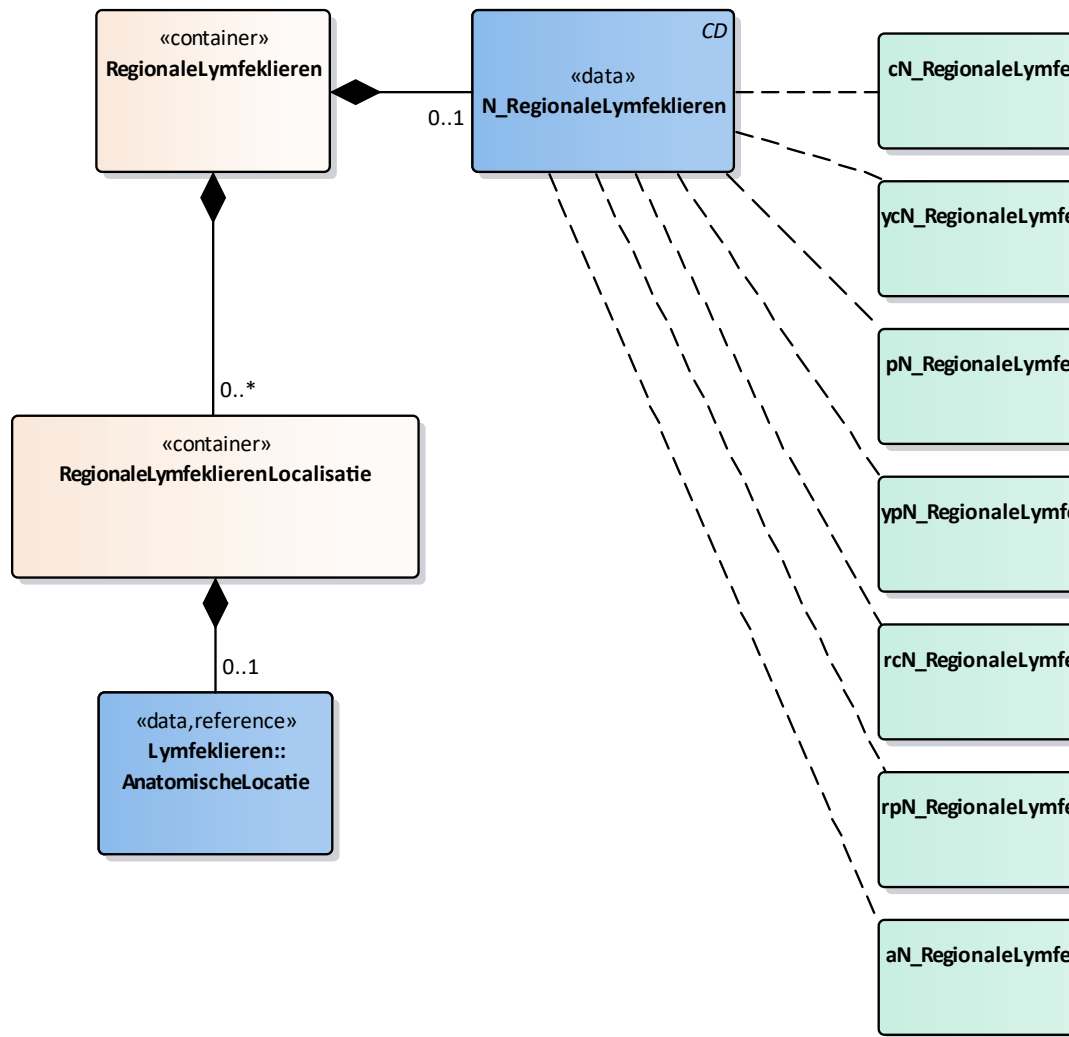 «container»
RegionaleLymfeklieren
0..1
CD
«data»
N_RegionaleLymfeklieren
cN_RegionaleLymfe
ycN_RegionaleLymfe
pN_RegionaleLymfe
ypN_RegionaleLymfe
rcN_RegionaleLymfe
rpN_RegionaleLymfe
aN_RegionaleLymfe
0..*
«container»
RegionaleLymfeklierenLocalisatie
0..1
«data,reference»
Lymfeklieren::
AnatomischeLocatie